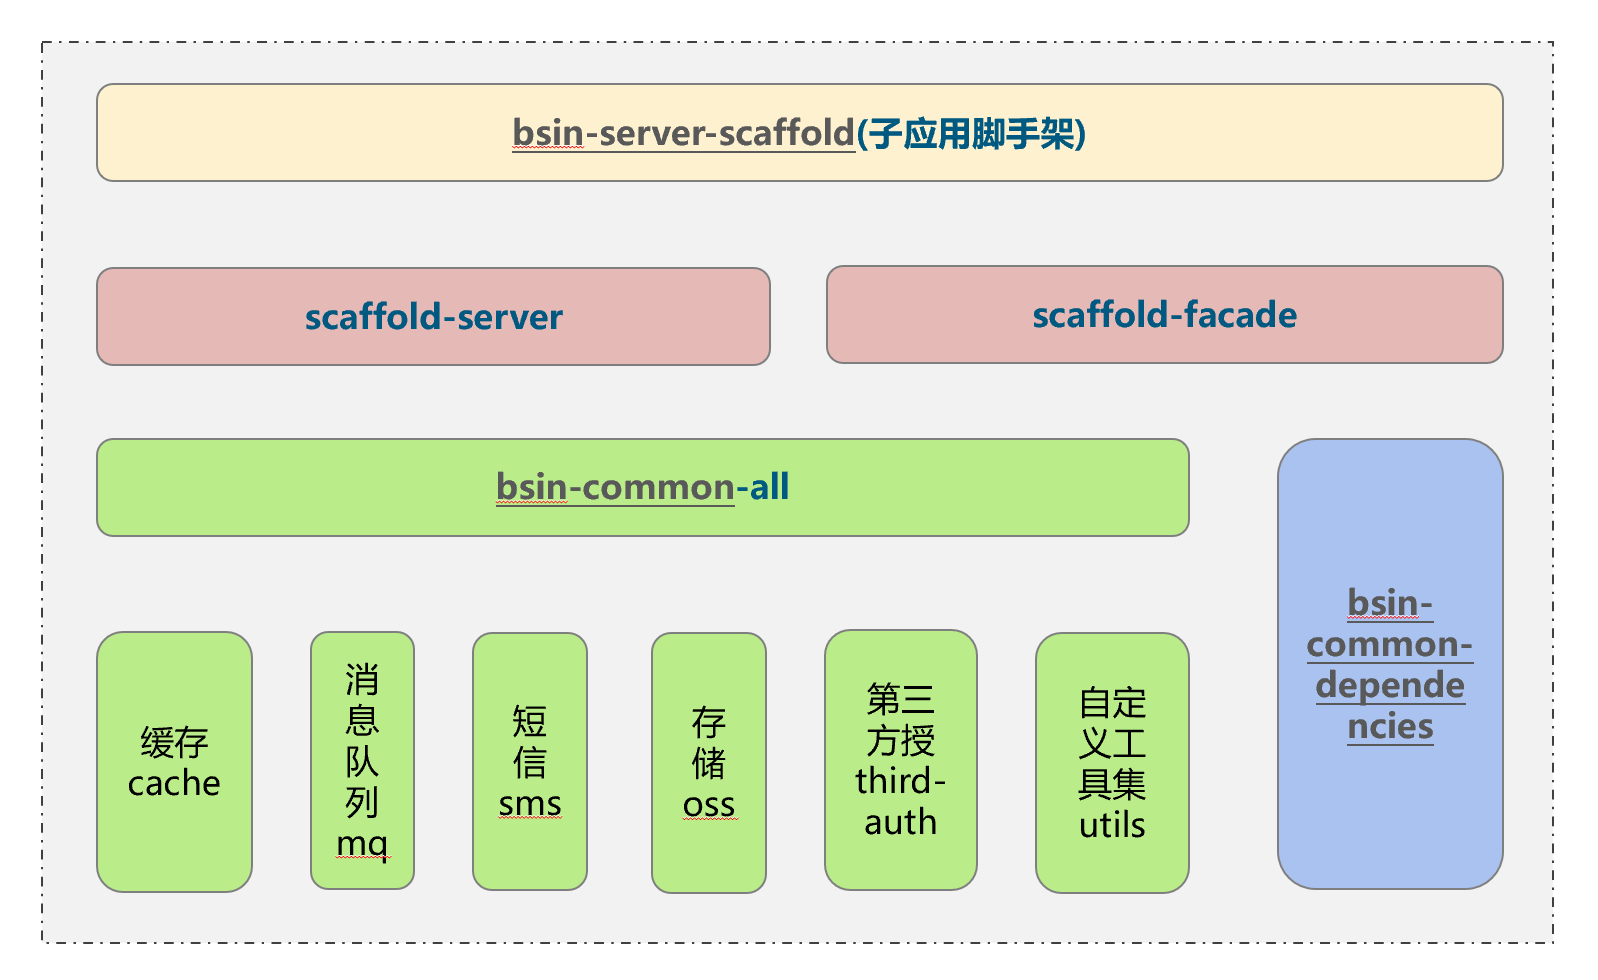 bsin-server-scaffold(子应用脚手架)
scaffold-server
scaffold-facade
bsin-common-all
bsin-
common-
depende
ncies
缓存
cache
消
息
队
列
mq
短
信
sms
存
储
oss
第三
方授
third-
auth
自定
义工
具集
utils